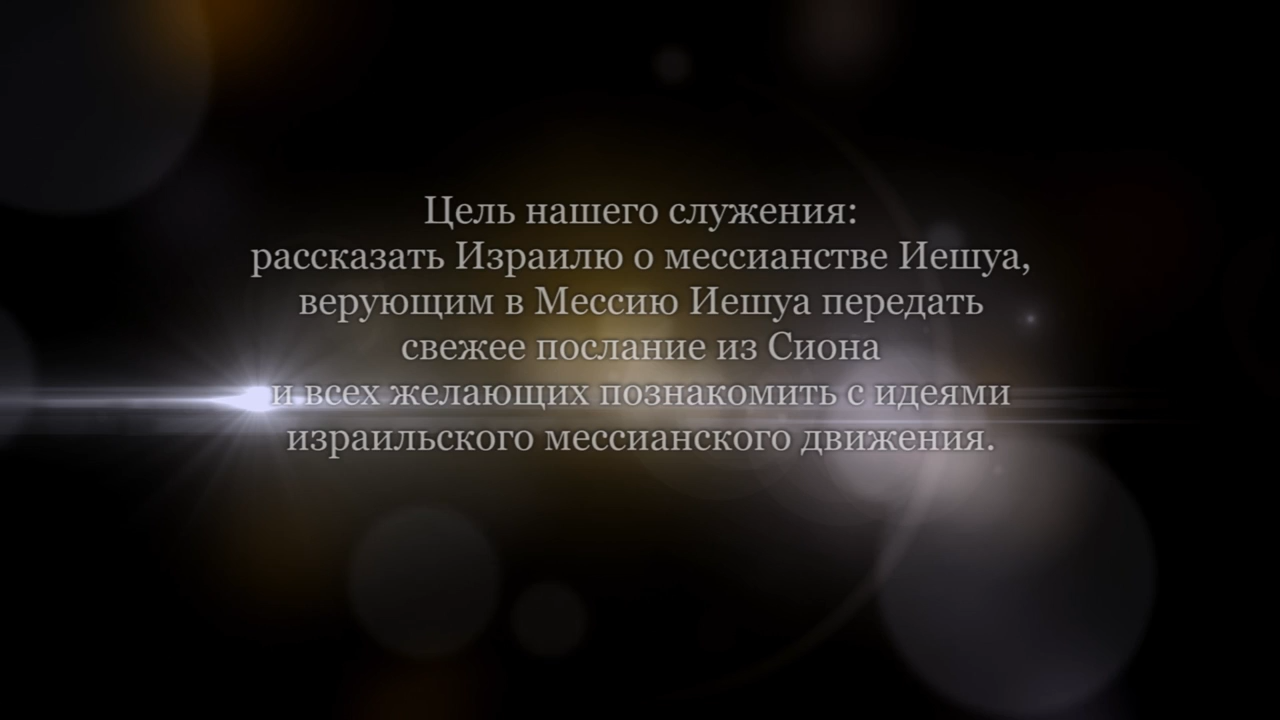 Цель нашего служения:
рассказать Израилю о мессианстве Иешуа,
верующим в Мессию Иешуа передать
свежее послание из Сиона
и всех желающих познакомить с идеями
израильского мессианского движения.